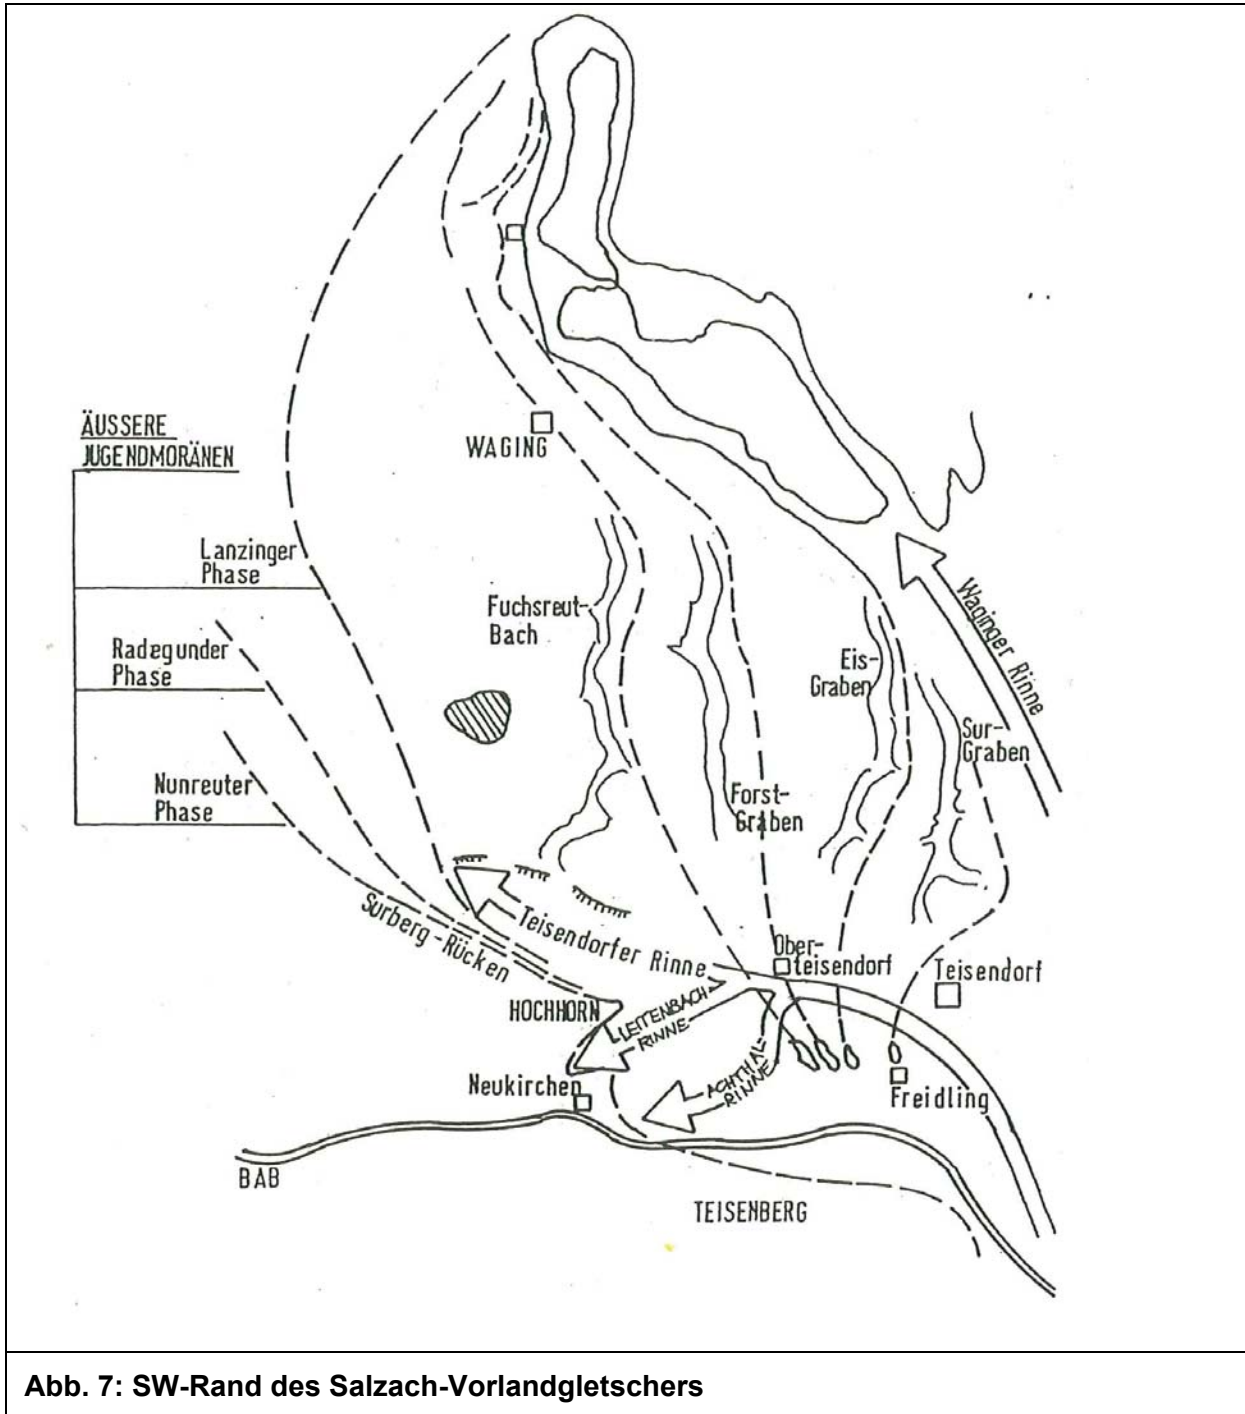 WAGING
ÄUSSERE
JUGENDMORÄNEN
Lanzinger
Phase
Radegunder
Phase
Nunreuter
Phase
Fuchsreut-
Bach
Eis-
Graben
Waginger Rinne
Sur-
Graben
Forst-
Graben
Surberg-Rücken
Teisendorfer Rinne
Ober-
teisendorf
Teisendorf
HOCHHORN
LEITENBACH
RINNE
ACHTHAL-
RINNE
Neukirchen
Freidling
BAB
TEISENBERG
Abb. 7: SW-Rand des Salzach-Vorlandgletschers